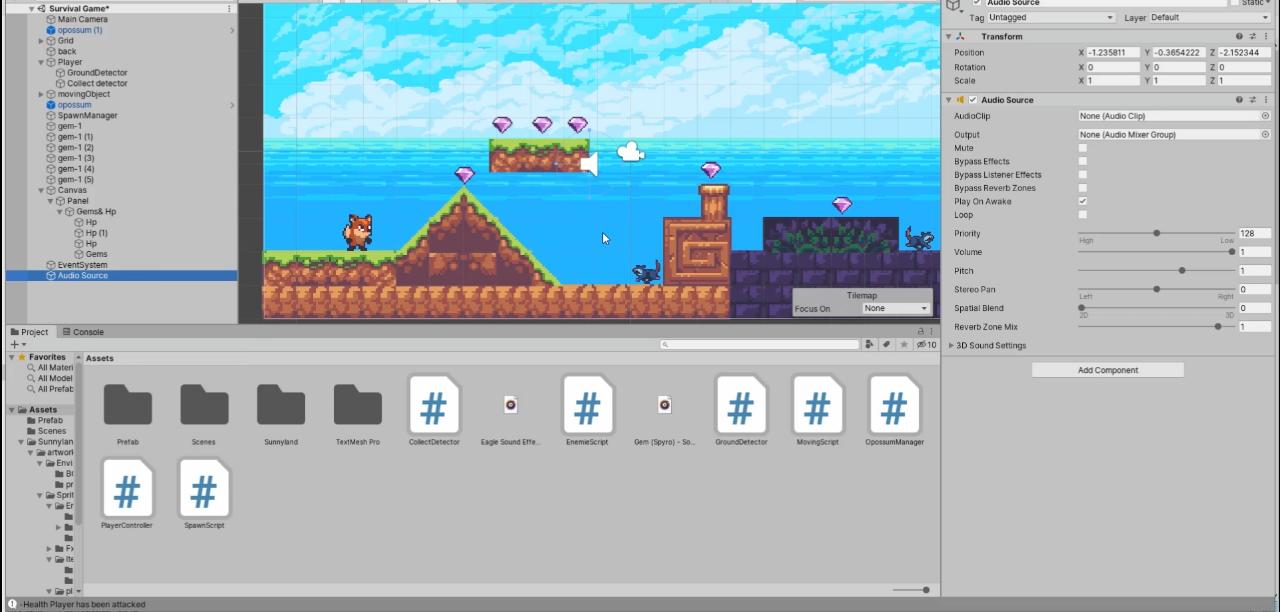 Survival Game*
Main Camera
opossum (1)
Grid
back
Player
GroundDetector
Collect detector
movingObject
opossum
SpawnManager
gem-1
gem-1 (1)
gem-1 (2)
gem-1 (3)
gem-1 (4)
gem-1 (5)
Canvas
Panel
Gems& Hp
Hp
Hp (1)
Hp
Gems
EventSystem
Audio Source
Tilemap
Focus On None
Audio Source Static
Tag Untagged Layer Default
Transform
Position X -1.235811 Y -0.3654222 Z -2.152344
Rotation X 0 Y 0 Z 0
Scale X 1 Y 1 Z 1
Audio Source
AudioClip None (Audio Clip)
Output None (Audio Mixer Group)
Mute
Bypass Effects
Bypass Listener Effects
Bypass Reverb Zones
Play On Awake
Loop
Priority 128
High Low
Volume 1
Pitch 1
Stereo Pan 0
Left Right
Spatial Blend 0
2D 3D
Reverb Zone Mix 1
3D Sound Settings
Add Component
Project Console
10
Favorites
All Materi
All Model
All Prefab
Assets
Prefab
Scenes
Sunnylan
artwor
Envi
pr
Sprit
Er
Fx
Ite
pl
Assets
Prefab Scenes Sunnyland TextMesh Pro CollectDetector Eagle Sound Effe... EnemieScript Gem (Spyro) - So... GroundDetector MovingScript OpossumManager
PlayerController SpawnScript
-Health Player has been attacked